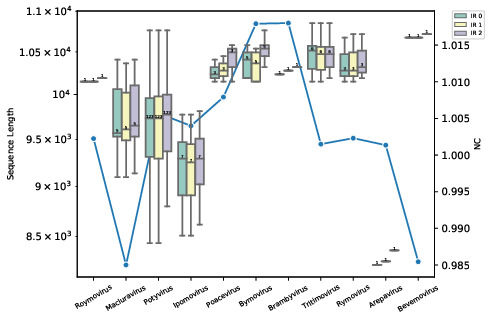 1.1 × 10⁴
1.05 × 10⁴
10⁴
9.5 × 10³
9 × 10³
8.5 × 10³
Sequence Length
IR 0
IR 1
IR 2
1.015
1.010
1.005
1.000
0.995
0.990
0.985
NC
Roymovirus
Macluravirus
Potyvirus
Ipomovirus
Poacevirus
Bymovirus
Brambyvirus
Tritimovirus
Rymovirus
Arepavirus
Bevemovirus